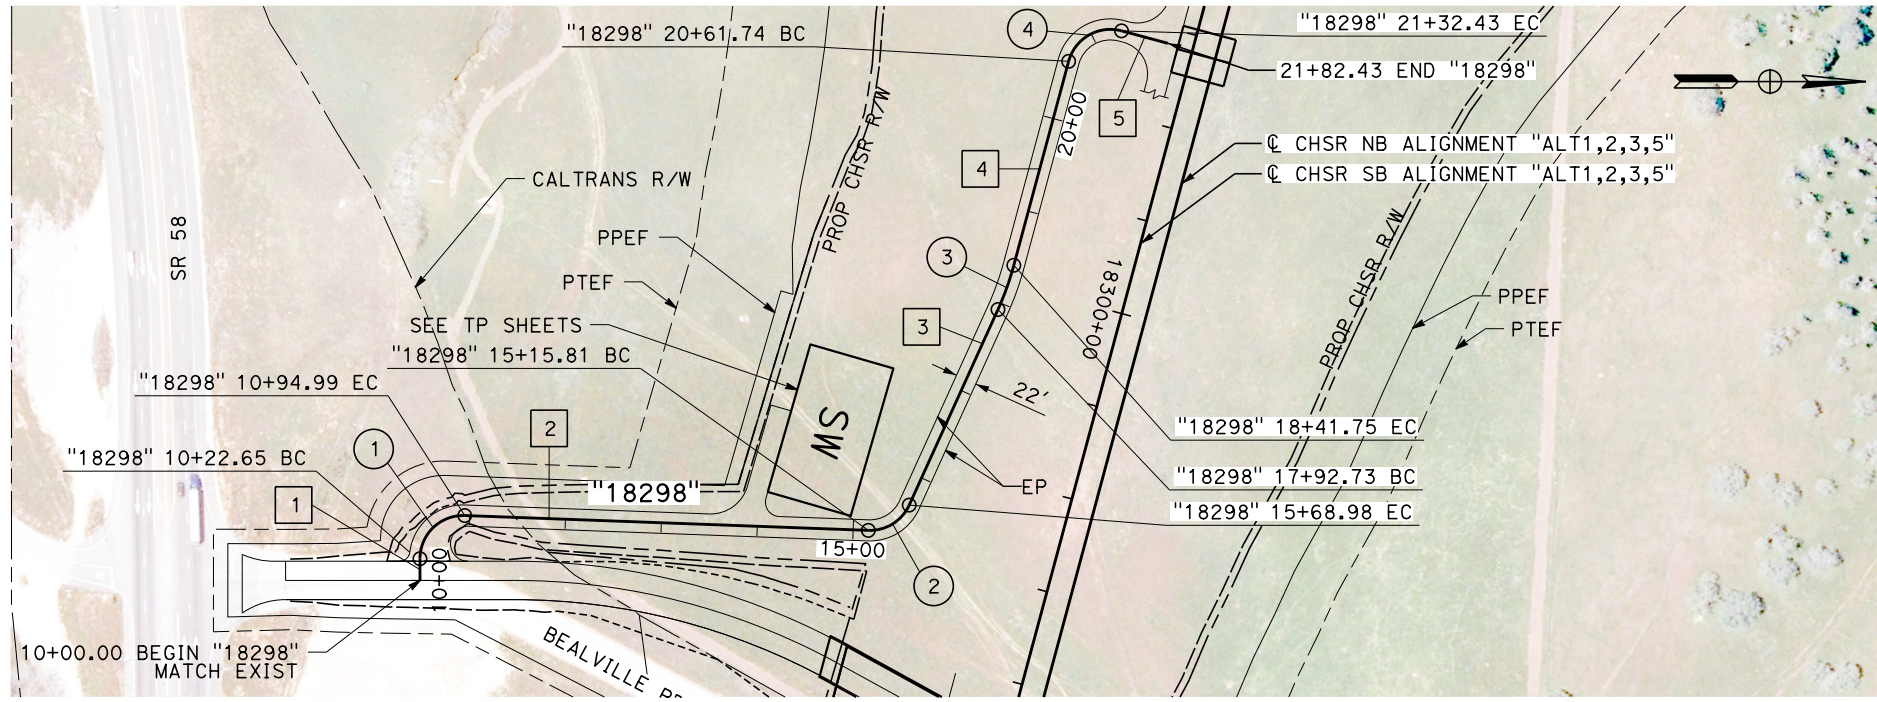 "18298" 20+61.74 BC
4
"18298" 21+32.43 EC
21+82.43 END "18298"
5
20+00
PROP CHSR R/W
℄ CHSR NB ALIGNMENT "ALT1,2,3,5"
℄ CHSR SB ALIGNMENT "ALT1,2,3,5"
4
CALTRANS R/W
SR 58
PPEF
3
PROP CHSR R/W
PTEF
18300+00
PPEF
SEE TP SHEETS
3
PTEF
"18298" 15+15.81 BC
"18298" 10+94.99 EC
22'
SW
2
"18298" 18+41.75 EC
1
"18298" 10+22.65 BC
"18298" 17+92.73 BC
"18298"
EP
1
"18298" 15+68.98 EC
15+00
10+00
2
10+00.00 BEGIN "18298"
MATCH EXIST
BEALVILLE